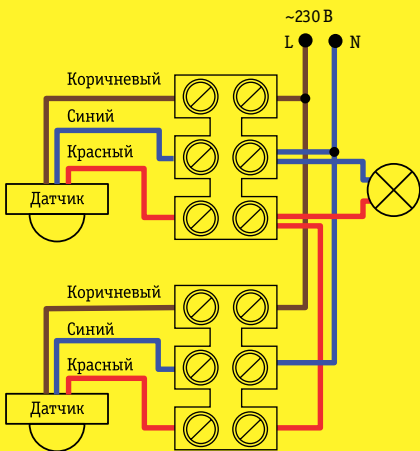 ~230 В
L N
Коричневый
Синий
Красный
Датчик
Коричневый
Синий
Красный
Датчик